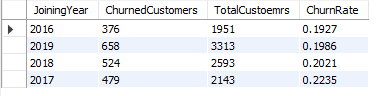 JoiningYear ChurnedCustomers TotalCustoemrs ChurnRate
2016 376 1951 0.1927
2019 658 3313 0.1986
2018 524 2593 0.2021
2017 479 2143 0.2235